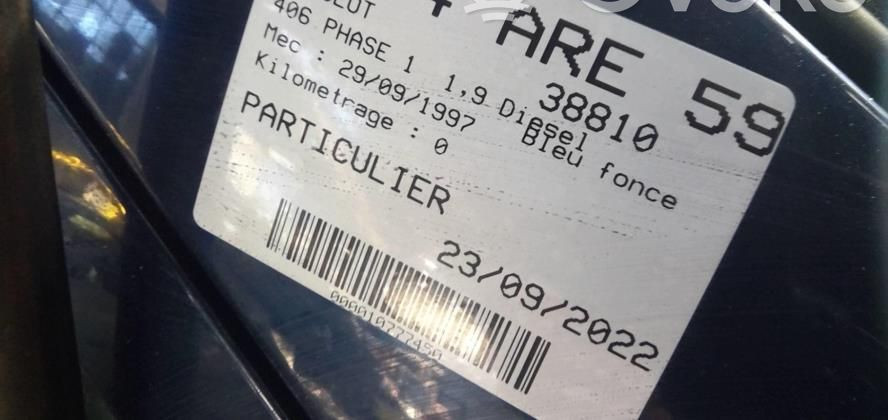 ARE 59
38810
406 PHASE 1 1,9 Diesel
Mec : 29/09/1997 Bleu fonce
Kilometrage : 0
PARTICULIER
23/09/2022
000010777450